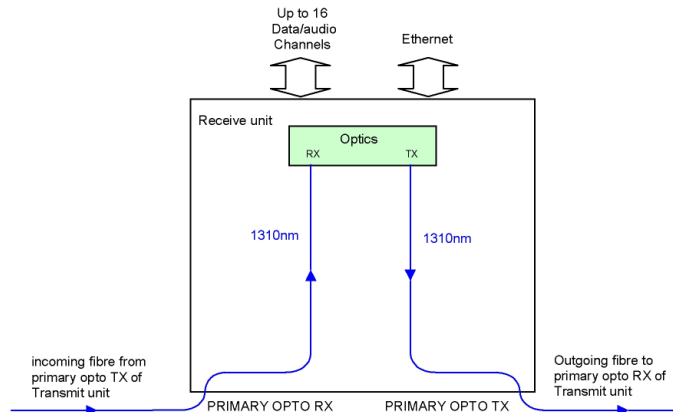 Up to 16
Data/audio
Channels
Ethernet
Receive unit
Optics
RX
TX
1310nm
1310nm
incoming fibre from
primary opto TX of
Transmit unit
Outgoing fibre to
primary opto RX of
Transmit unit
PRIMARY OPTO RX
PRIMARY OPTO TX